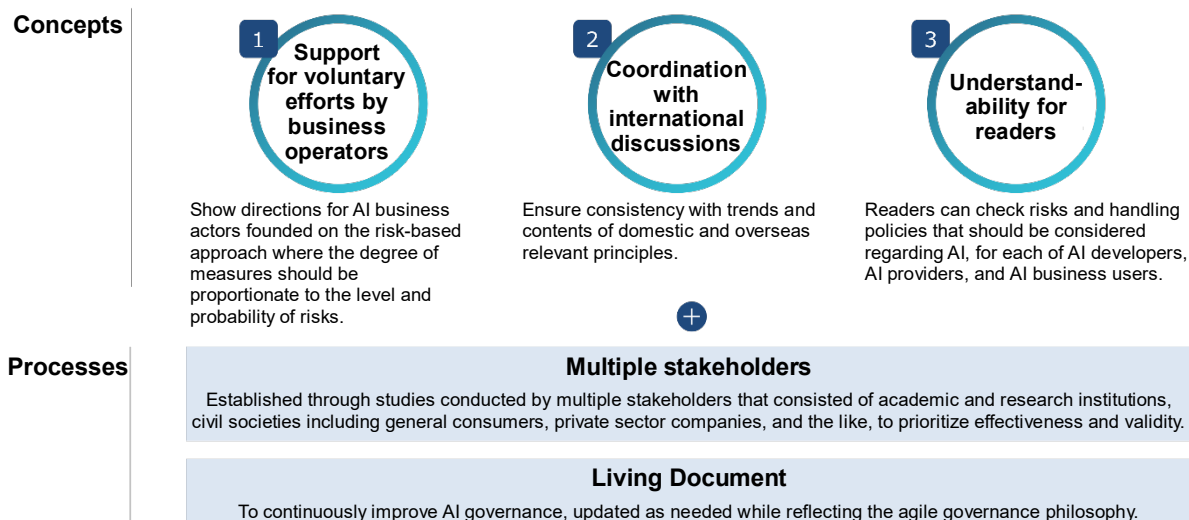 Concepts
1
Support
for voluntary
efforts by
business
operators
Show directions for AI business
actors founded on the risk-based
approach where the degree of
measures should be
proportionate to the level and
probability of risks.
2
Coordination
with
international
discussions
Ensure consistency with trends and
contents of domestic and overseas
relevant principles.
3
Understand-
ability for
readers
Readers can check risks and handling
policies that should be considered
regarding AI, for each of AI developers,
AI providers, and AI business users.
+
Processes
Multiple stakeholders
Established through studies conducted by multiple stakeholders that consisted of academic and research institutions,
civil societies including general consumers, private sector companies, and the like, to prioritize effectiveness and validity.
Living Document
To continuously improve AI governance, updated as needed while reflecting the agile governance philosophy.